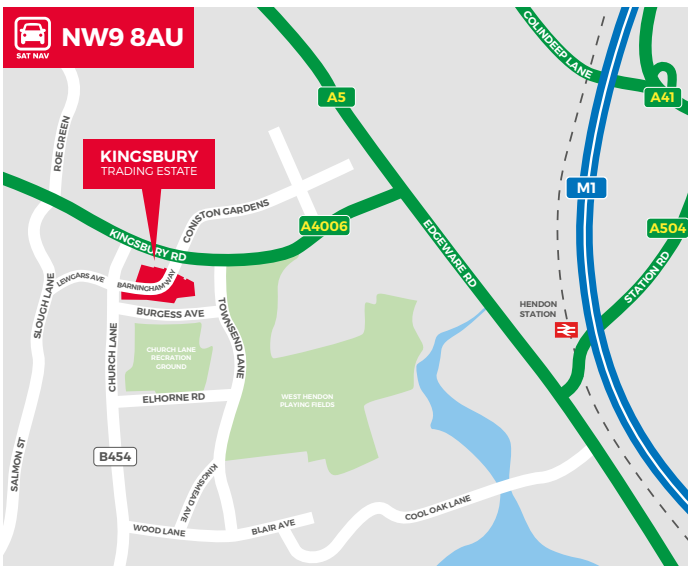 SAT NAV
NW9 8AU
COLINDEEP LANE
A5
A41
ROE GREEN
KINGSBURY
TRADING ESTATE
M1
CONISTON GARDENS
A4006
A504
KINGSBURY RD
EDGEWARE RD
STATION RD
LEWGARS AVE
BARNINGHAM WAY
SLOUGH LANE
BURGESS AVE
HENDON
STATION
TOWNSEND LANE
CHURCH LANE
CHURCH LANE
RECRATION
GROUND
ELHORNE RD
WEST HENDON
PLAYING FIELDS
B454
SALMON ST
KINGSMEAD AVE
COOL OAK LANE
WOOD LANE
BLAIR AVE